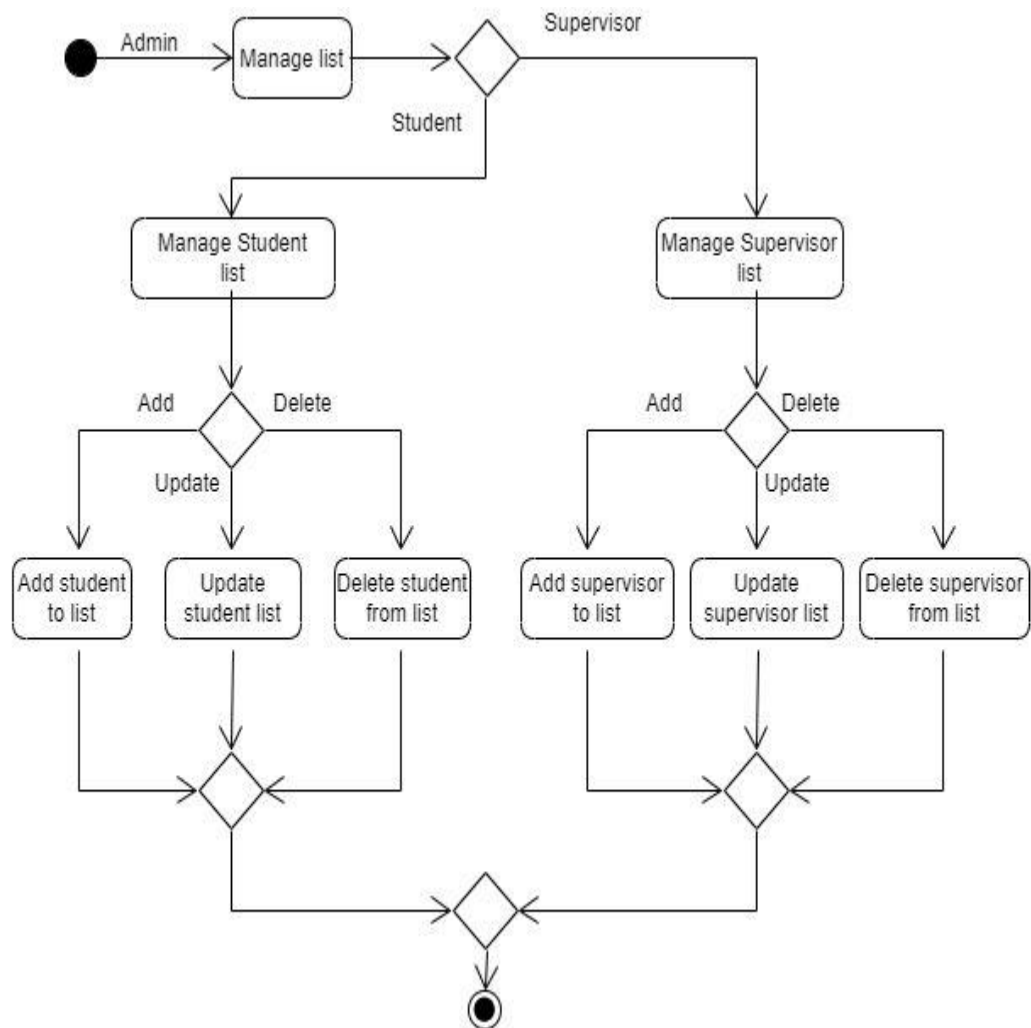 Supervisor
Admin
Manage list
Student
Manage Student
list
Manage Supervisor
list
Add
Delete
Update
Add
Delete
Update
Add student
to list
Update
student list
Delete student
from list
Add supervisor
to list
Update
supervisor list
Delete supervisor
from list